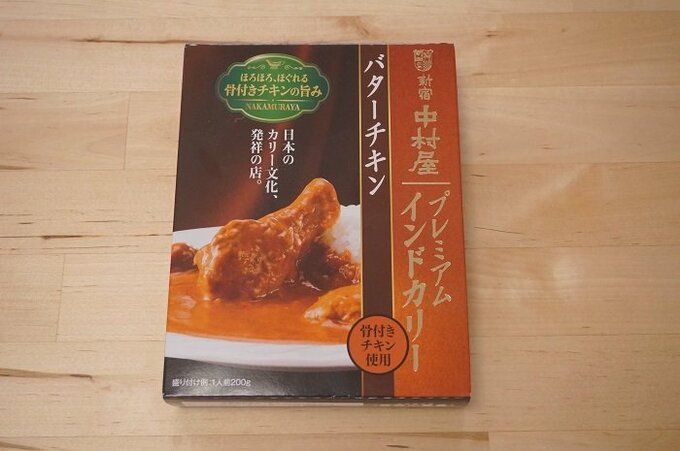 新宿
中村屋
プレミアム
インドカリー
バターチキン
ほろほろ、ほぐれる
骨付きチキンの旨み
NAKAMURAYA
日本の
カリー文化、
発祥の店。
骨付き
チキン
使用
盛り付け例 1人前200g